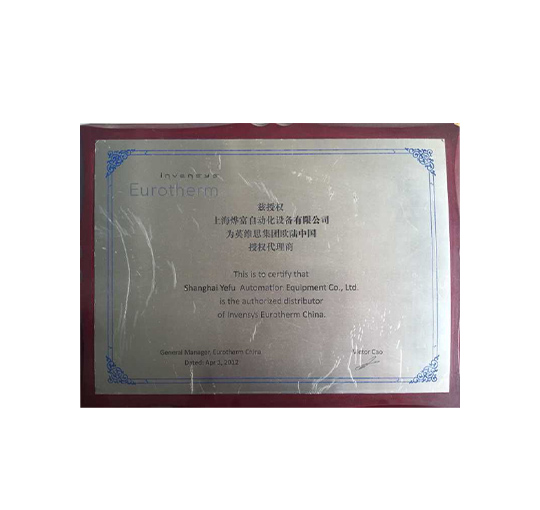 invensys
Eurotherm
兹授权
上海烨富自动化设备有限公司
为英维思集团欧陆中国
授权代理商
This is to certify that
Shanghai Yefu Automation Equipment Co., Ltd.
is the authorized distributor
of Invensys Eurotherm China.
General Manager, Eurotherm China
Victor Cao
Dated: Apr 1, 2012